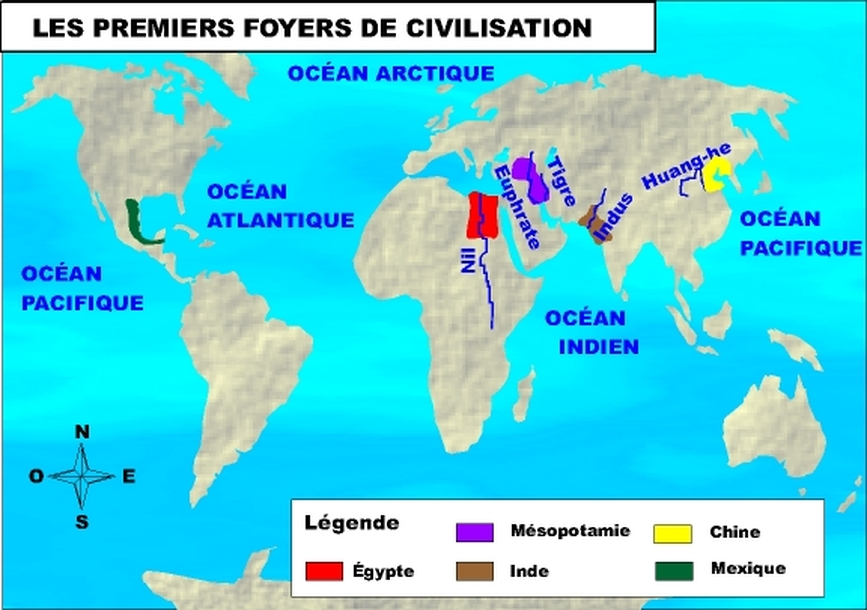 LES PREMIERS FOYERS DE CIVILISATION
OCÉAN ARCTIQUE
Huang-he
Tigre
Euphrate
Indus
Nil
OCÉAN
ATLANTIQUE
OCÉAN
PACIFIQUE
OCÉAN
PACIFIQUE
OCÉAN
INDIEN
N
O
E
S
Légende
Mésopotamie
Chine
Égypte
Inde
Mexique